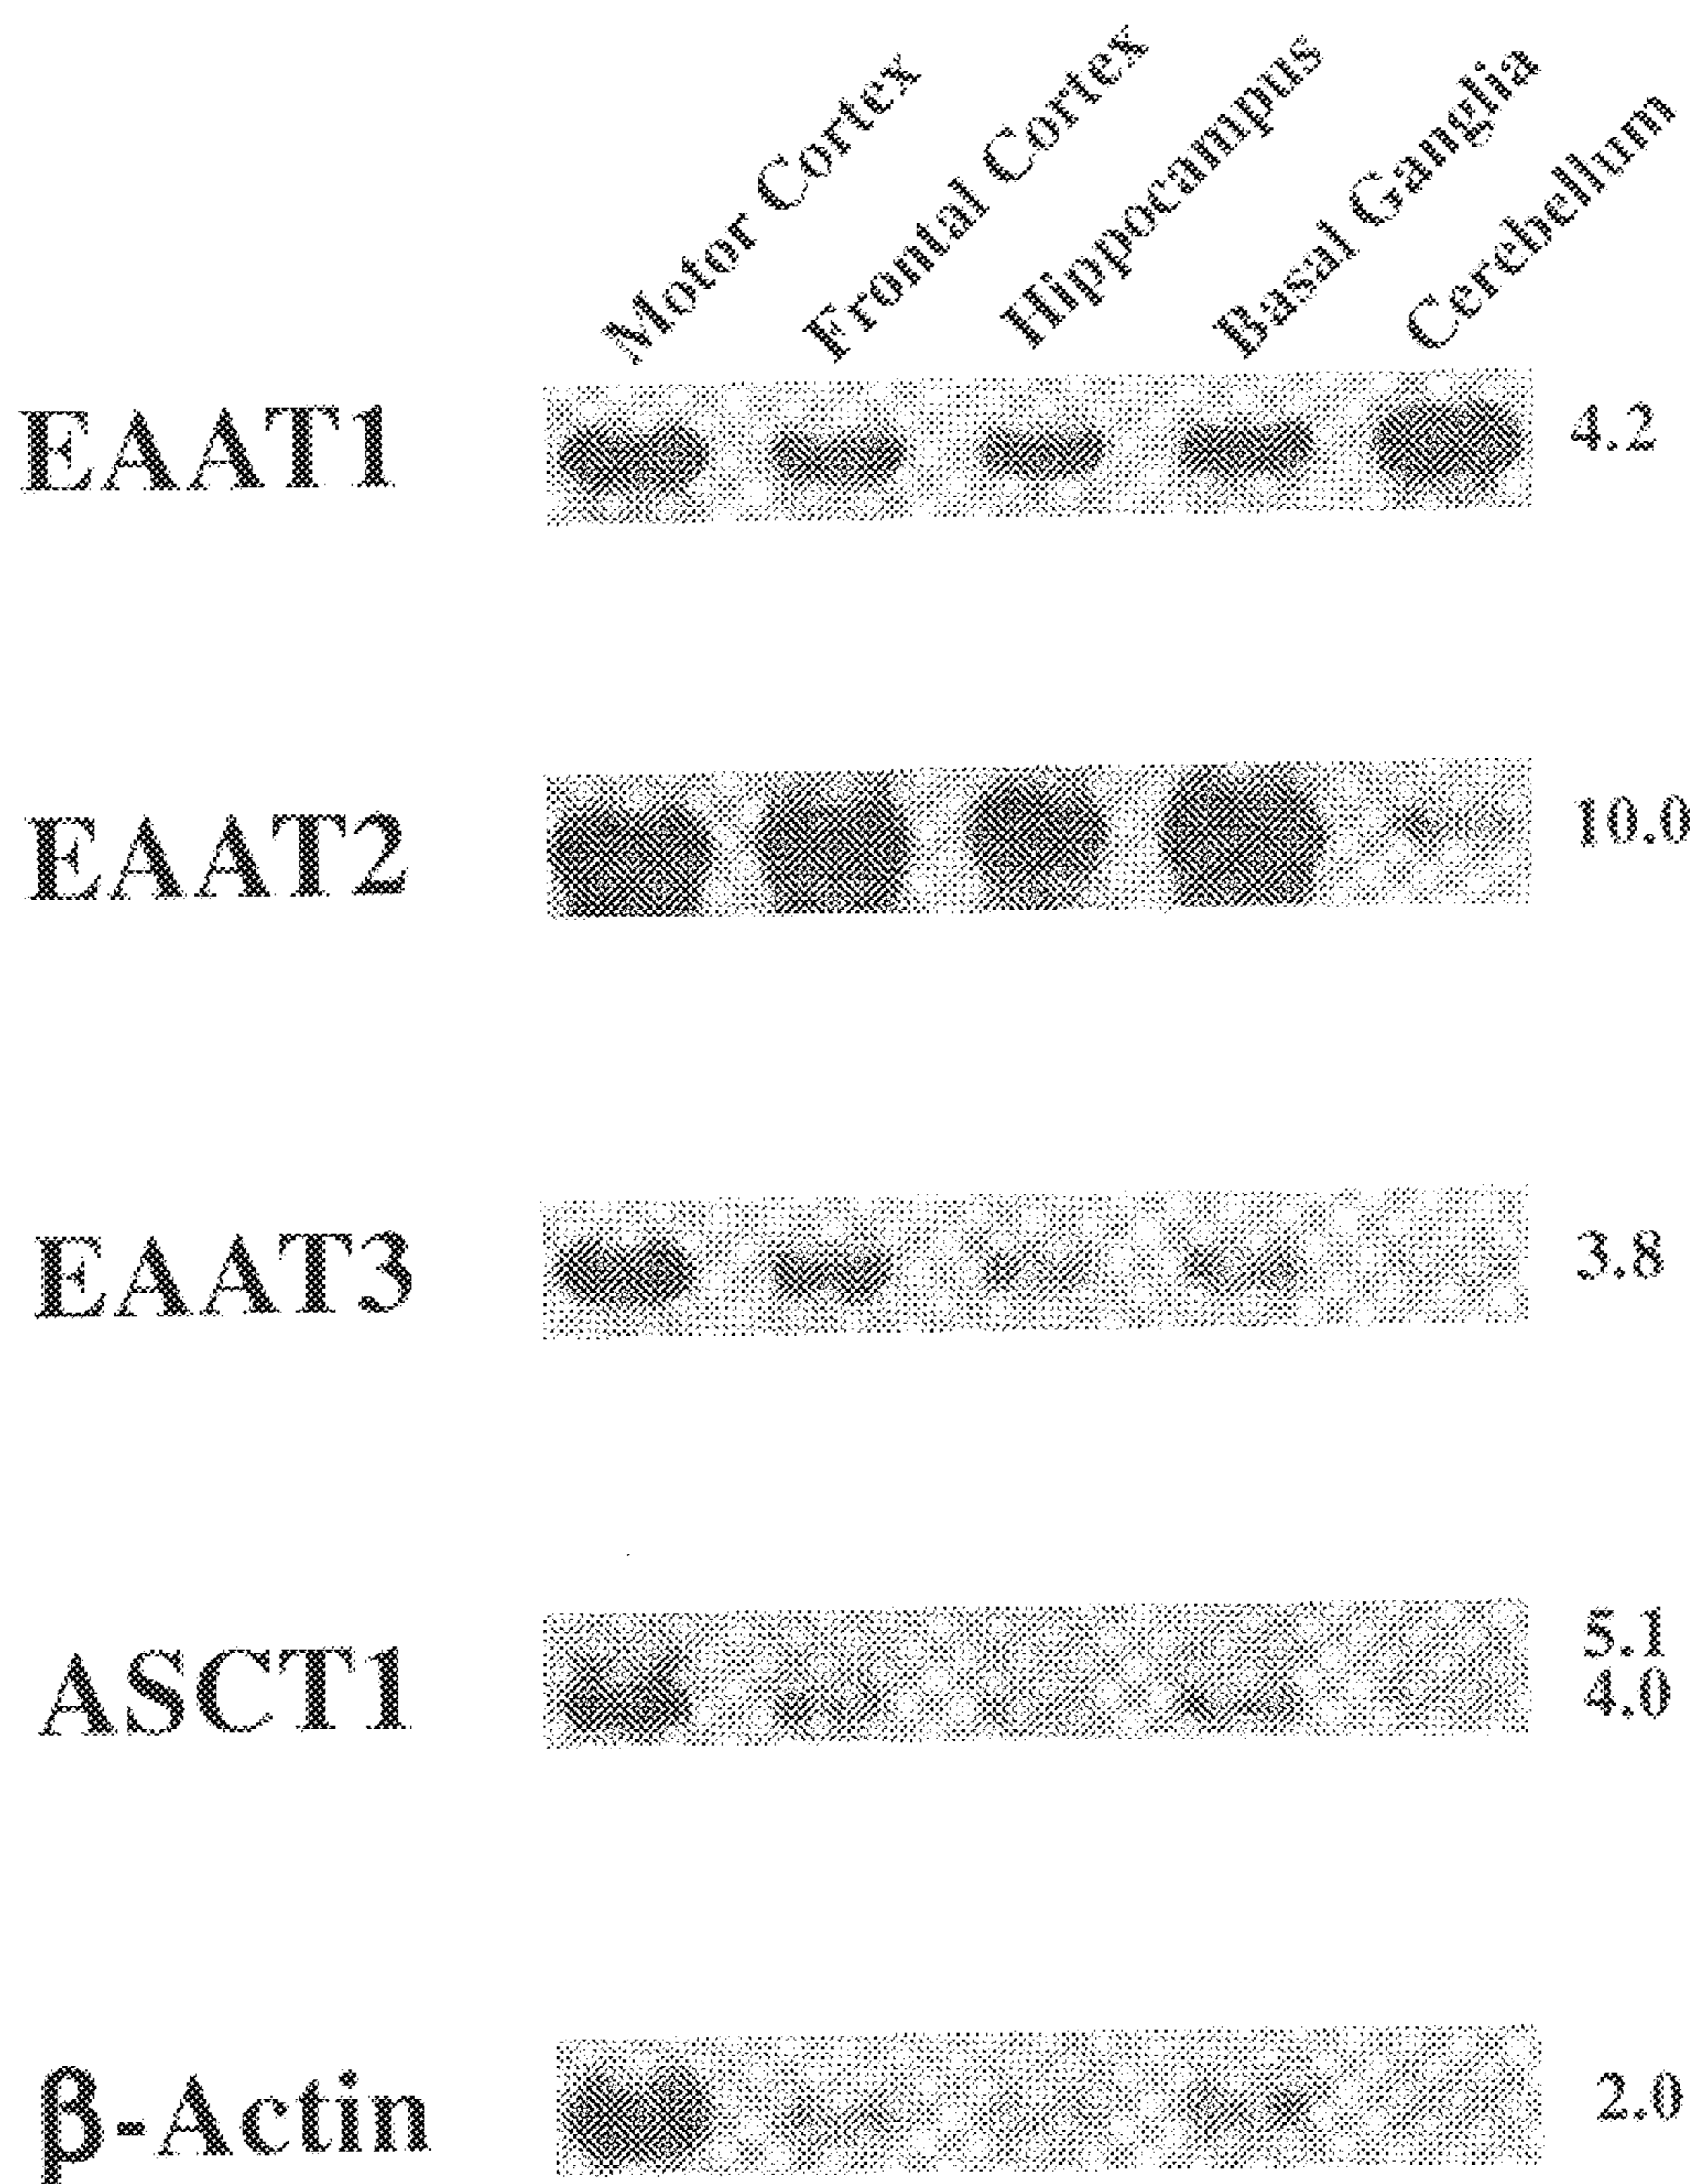 Motor Cortex
Frontal Cortex
Hippocampus
Basal Ganglia
Cerebellum
EAAT1
4.2
EAAT2
10.0
EAAT3
3.8
ASCT1
5.1
4.0
β-Actin
2.0